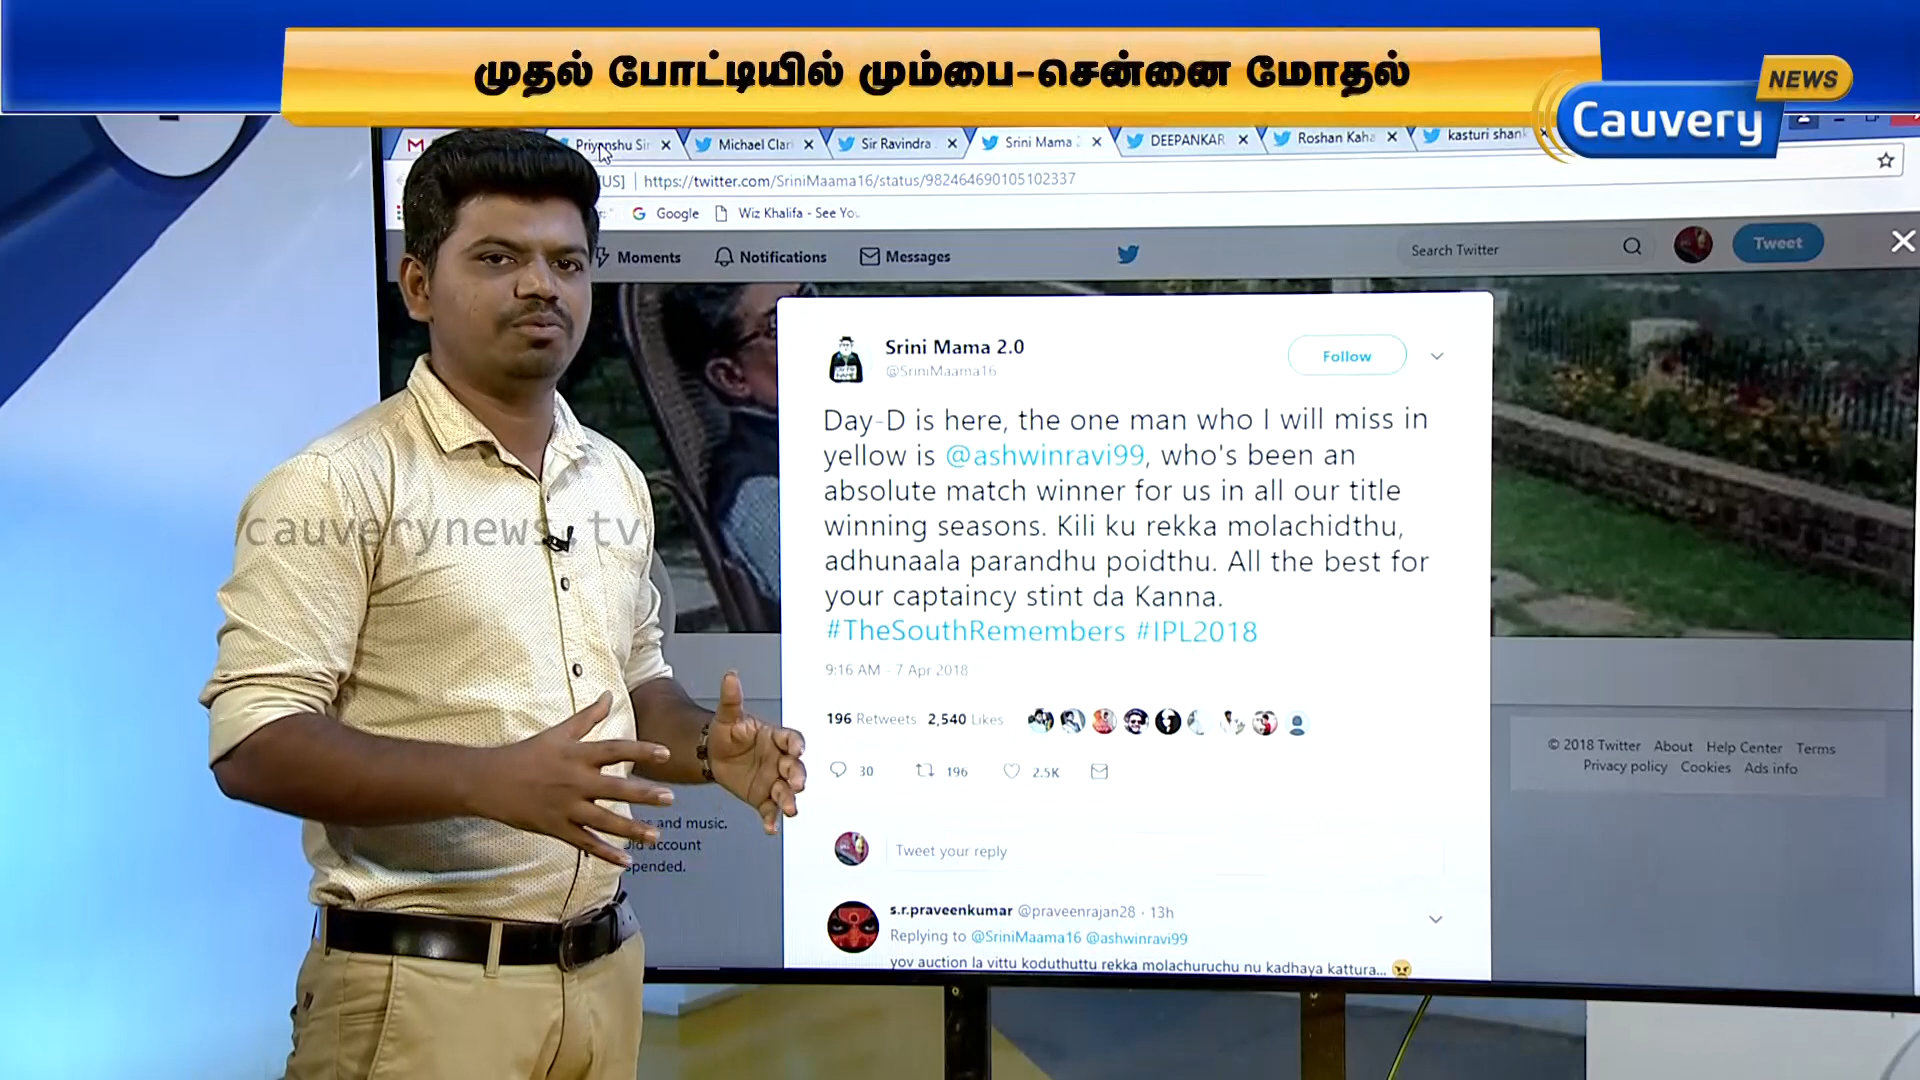 முதல் போட்டியில் மும்பை-சென்னை மோதல்
NEWS
Cauvery
Priyanshu Sin
Michael Clar
Sir Ravindra
Srini Mama 2
DEEPANKAR
Roshan Kaha
kasturi shank
[US] | https://twitter.com/SriniMaama16/status/982464690105102337
Google
Wiz Khalifa - See You
Moments
Notifications
Messages
Search Twitter
Tweet
Srini Mama 2.0
@SriniMaama16
Follow
Day-D is here, the one man who I will miss in
yellow is @ashwinravi99, who's been an
absolute match winner for us in all our title
winning seasons. Kili ku rekka molachidthu,
adhunaala parandhu poidthu. All the best for
your captaincy stint da Kanna.
#TheSouthRemembers #IPL2018
9:16 AM - 7 Apr 2018
196 Retweets 2,540 Likes
30 196 2.5K
Tweet your reply
s.r.praveenkumar @praveenrajan28 · 13h
Replying to @SriniMaama16 @ashwinravi99
yov auction la vittu koduthuttu rekka molachuruchu nu kadhaya kattura... 😠
© 2018 Twitter About Help Center Terms
Privacy policy Cookies Ads info
and music.
account
pended.
cauverynews.tv